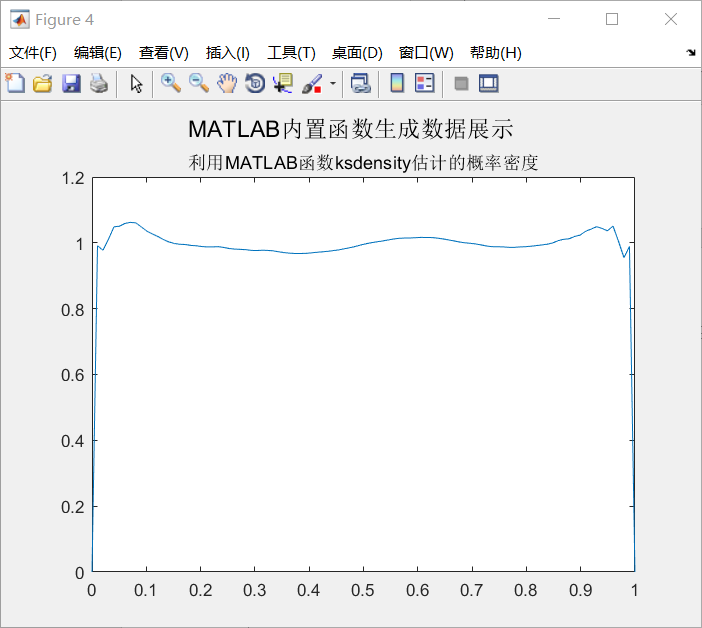 Figure 4
文件(F) 编辑(E) 查看(V) 插入(I) 工具(T) 桌面(D) 窗口(W) 帮助(H)
MATLAB内置函数生成数据展示
利用MATLAB函数ksdensity估计的概率密度
1.2
1
0.8
0.6
0.4
0.2
0
0 0.1 0.2 0.3 0.4 0.5 0.6 0.7 0.8 0.9 1